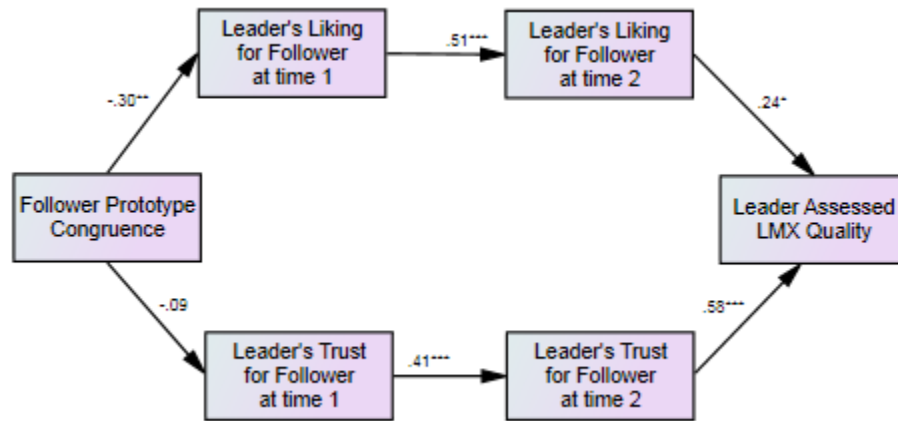 Leader's Liking
for Follower
at time 1
.51***
Leader's Liking
for Follower
at time 2
-.30**
.24*
Follower Prototype
Congruence
Leader Assessed
LMX Quality
-.09
.58***
Leader's Trust
for Follower
at time 1
.41***
Leader's Trust
for Follower
at time 2